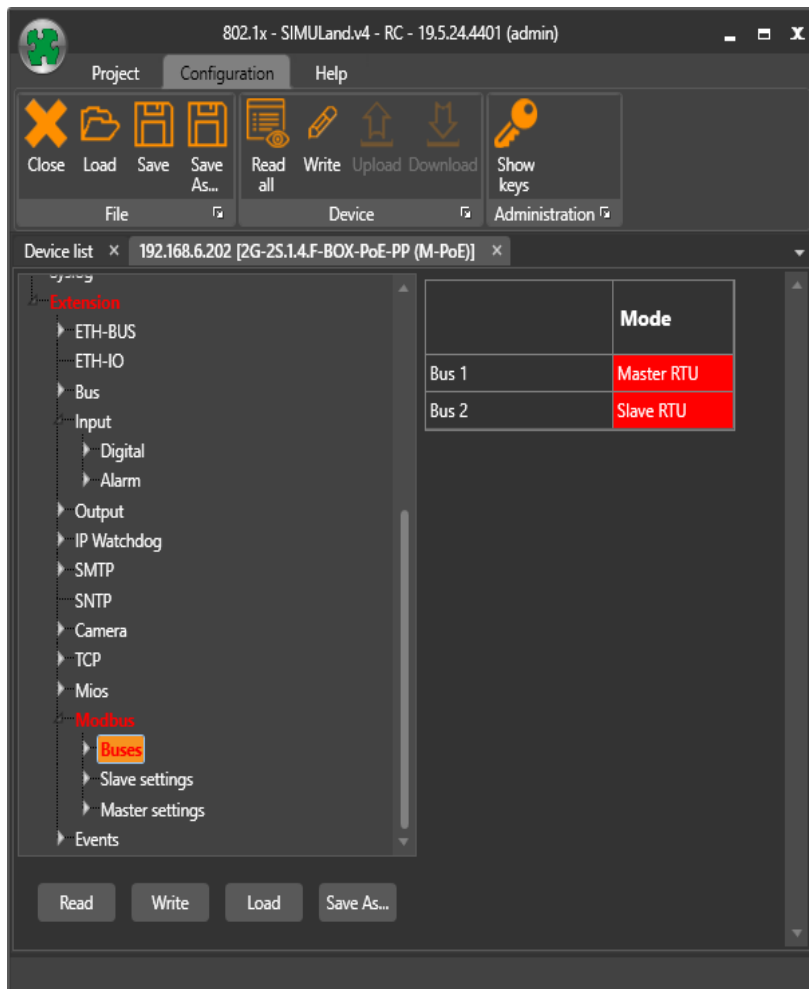 802.1x - SIMULand.v4 - RC - 19.5.24.4401 (admin)
Project Configuration Help
Close Load Save Save As... Read all Write Upload Download Show keys
File Device Administration
Device list × 192.168.6.202 [2G-2S.1.4.F-BOX-PoE-PP (M-PoE)] ×
Syslog
Extension
ETH-BUS
ETH-IO
Bus
Input
Digital
Alarm
Output
IP Watchdog
SMTP
SNTP
Camera
TCP
Mios
Modbus
Buses
Slave settings
Master settings
Events
Mode
Bus 1 Master RTU
Bus 2 Slave RTU
Read Write Load Save As...